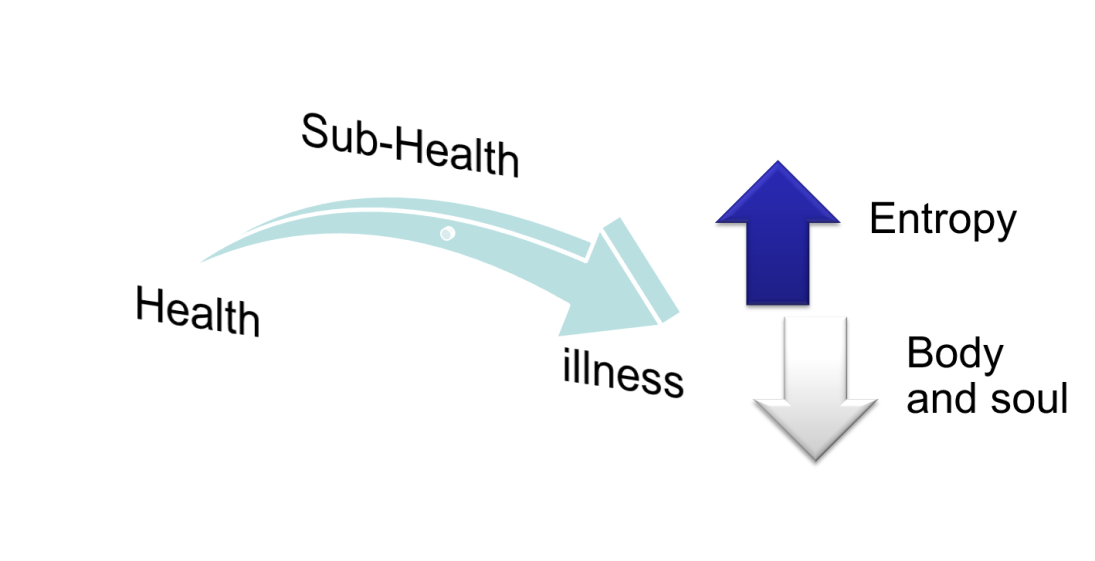 Sub-Health
Health
illness
Entropy
Body
and soul